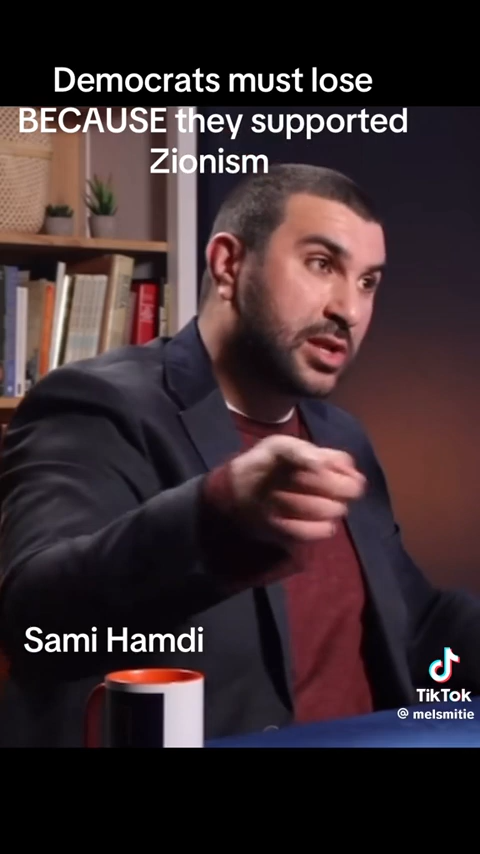 Democrats must lose
BECAUSE they supported
Zionism
Sami Hamdi
TikTok
@ melsmitie